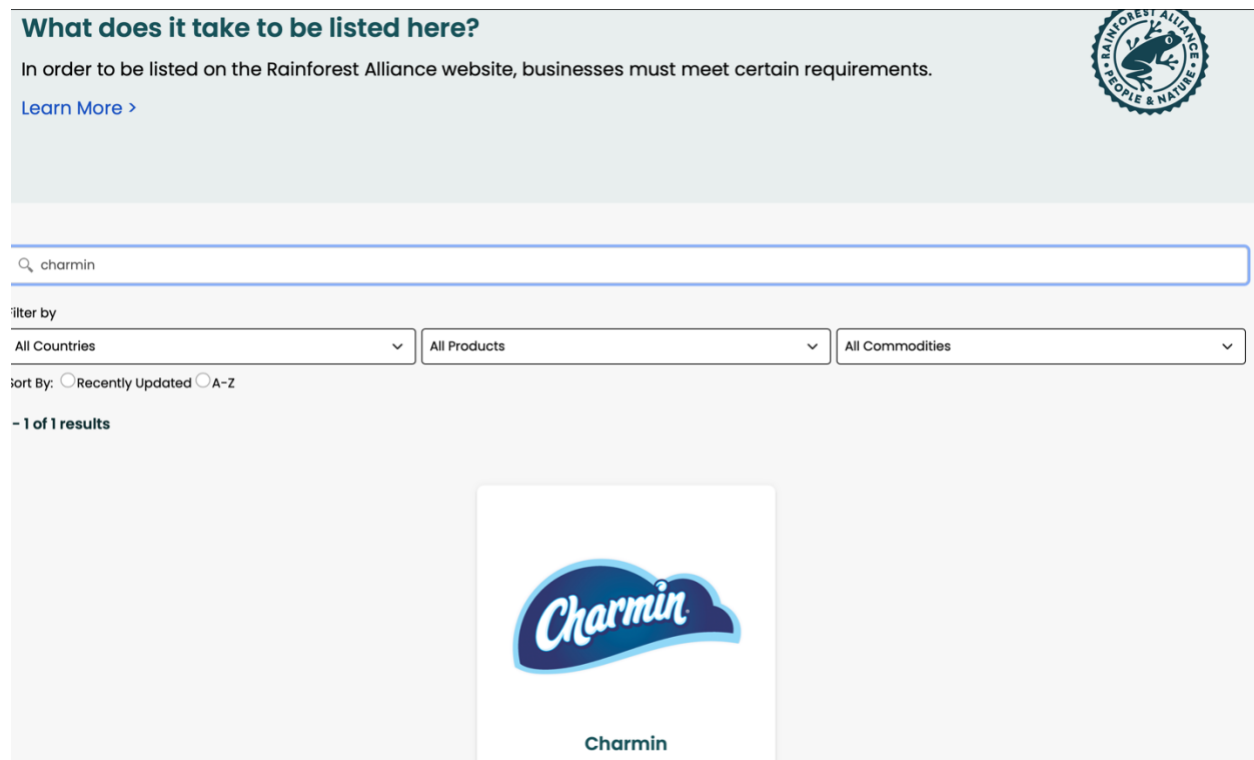 What does it take to be listed here?
RAINFOREST ALLIANCE
PEOPLE & NATURE
In order to be listed on the Rainforest Alliance website, businesses must meet certain requirements.
Learn More >
charmin
ilter by
All Countries
All Products
All Commodities
ort By: Recently Updated A-Z
- 1 of 1 results
Charmin
Charmin